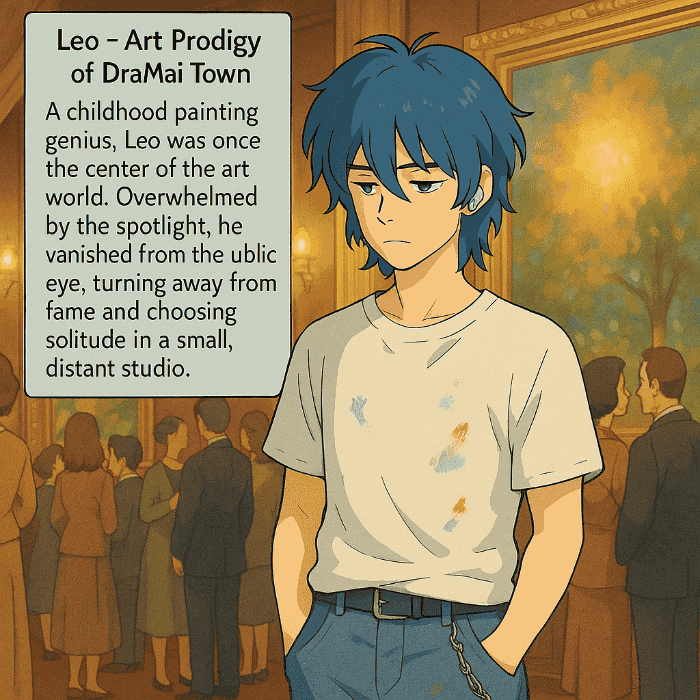 Leo – Art Prodigy
of DraMai Town
A childhood painting
genius, Leo was once
the center of the art
world. Overwhelmed
by the spotlight, he
vanished from the ublic
eye, turning away from
fame and choosing
solitude in a small,
distant studio.